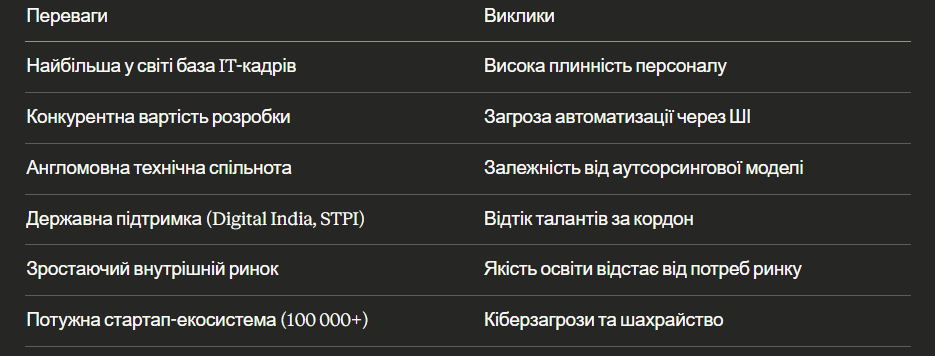 Переваги Виклики
Найбільша у світі база IT-кадрів Висока плинність персоналу
Конкурентна вартість розробки Загроза автоматизації через ШІ
Англомовна технічна спільнота Залежність від аутсорсингової моделі
Державна підтримка (Digital India, STPI) Відтік талантів за кордон
Зростаючий внутрішній ринок Якість освіти відстає від потреб ринку
Потужна стартап-екосистема (100 000+) Кіберзагрози та шахрайство